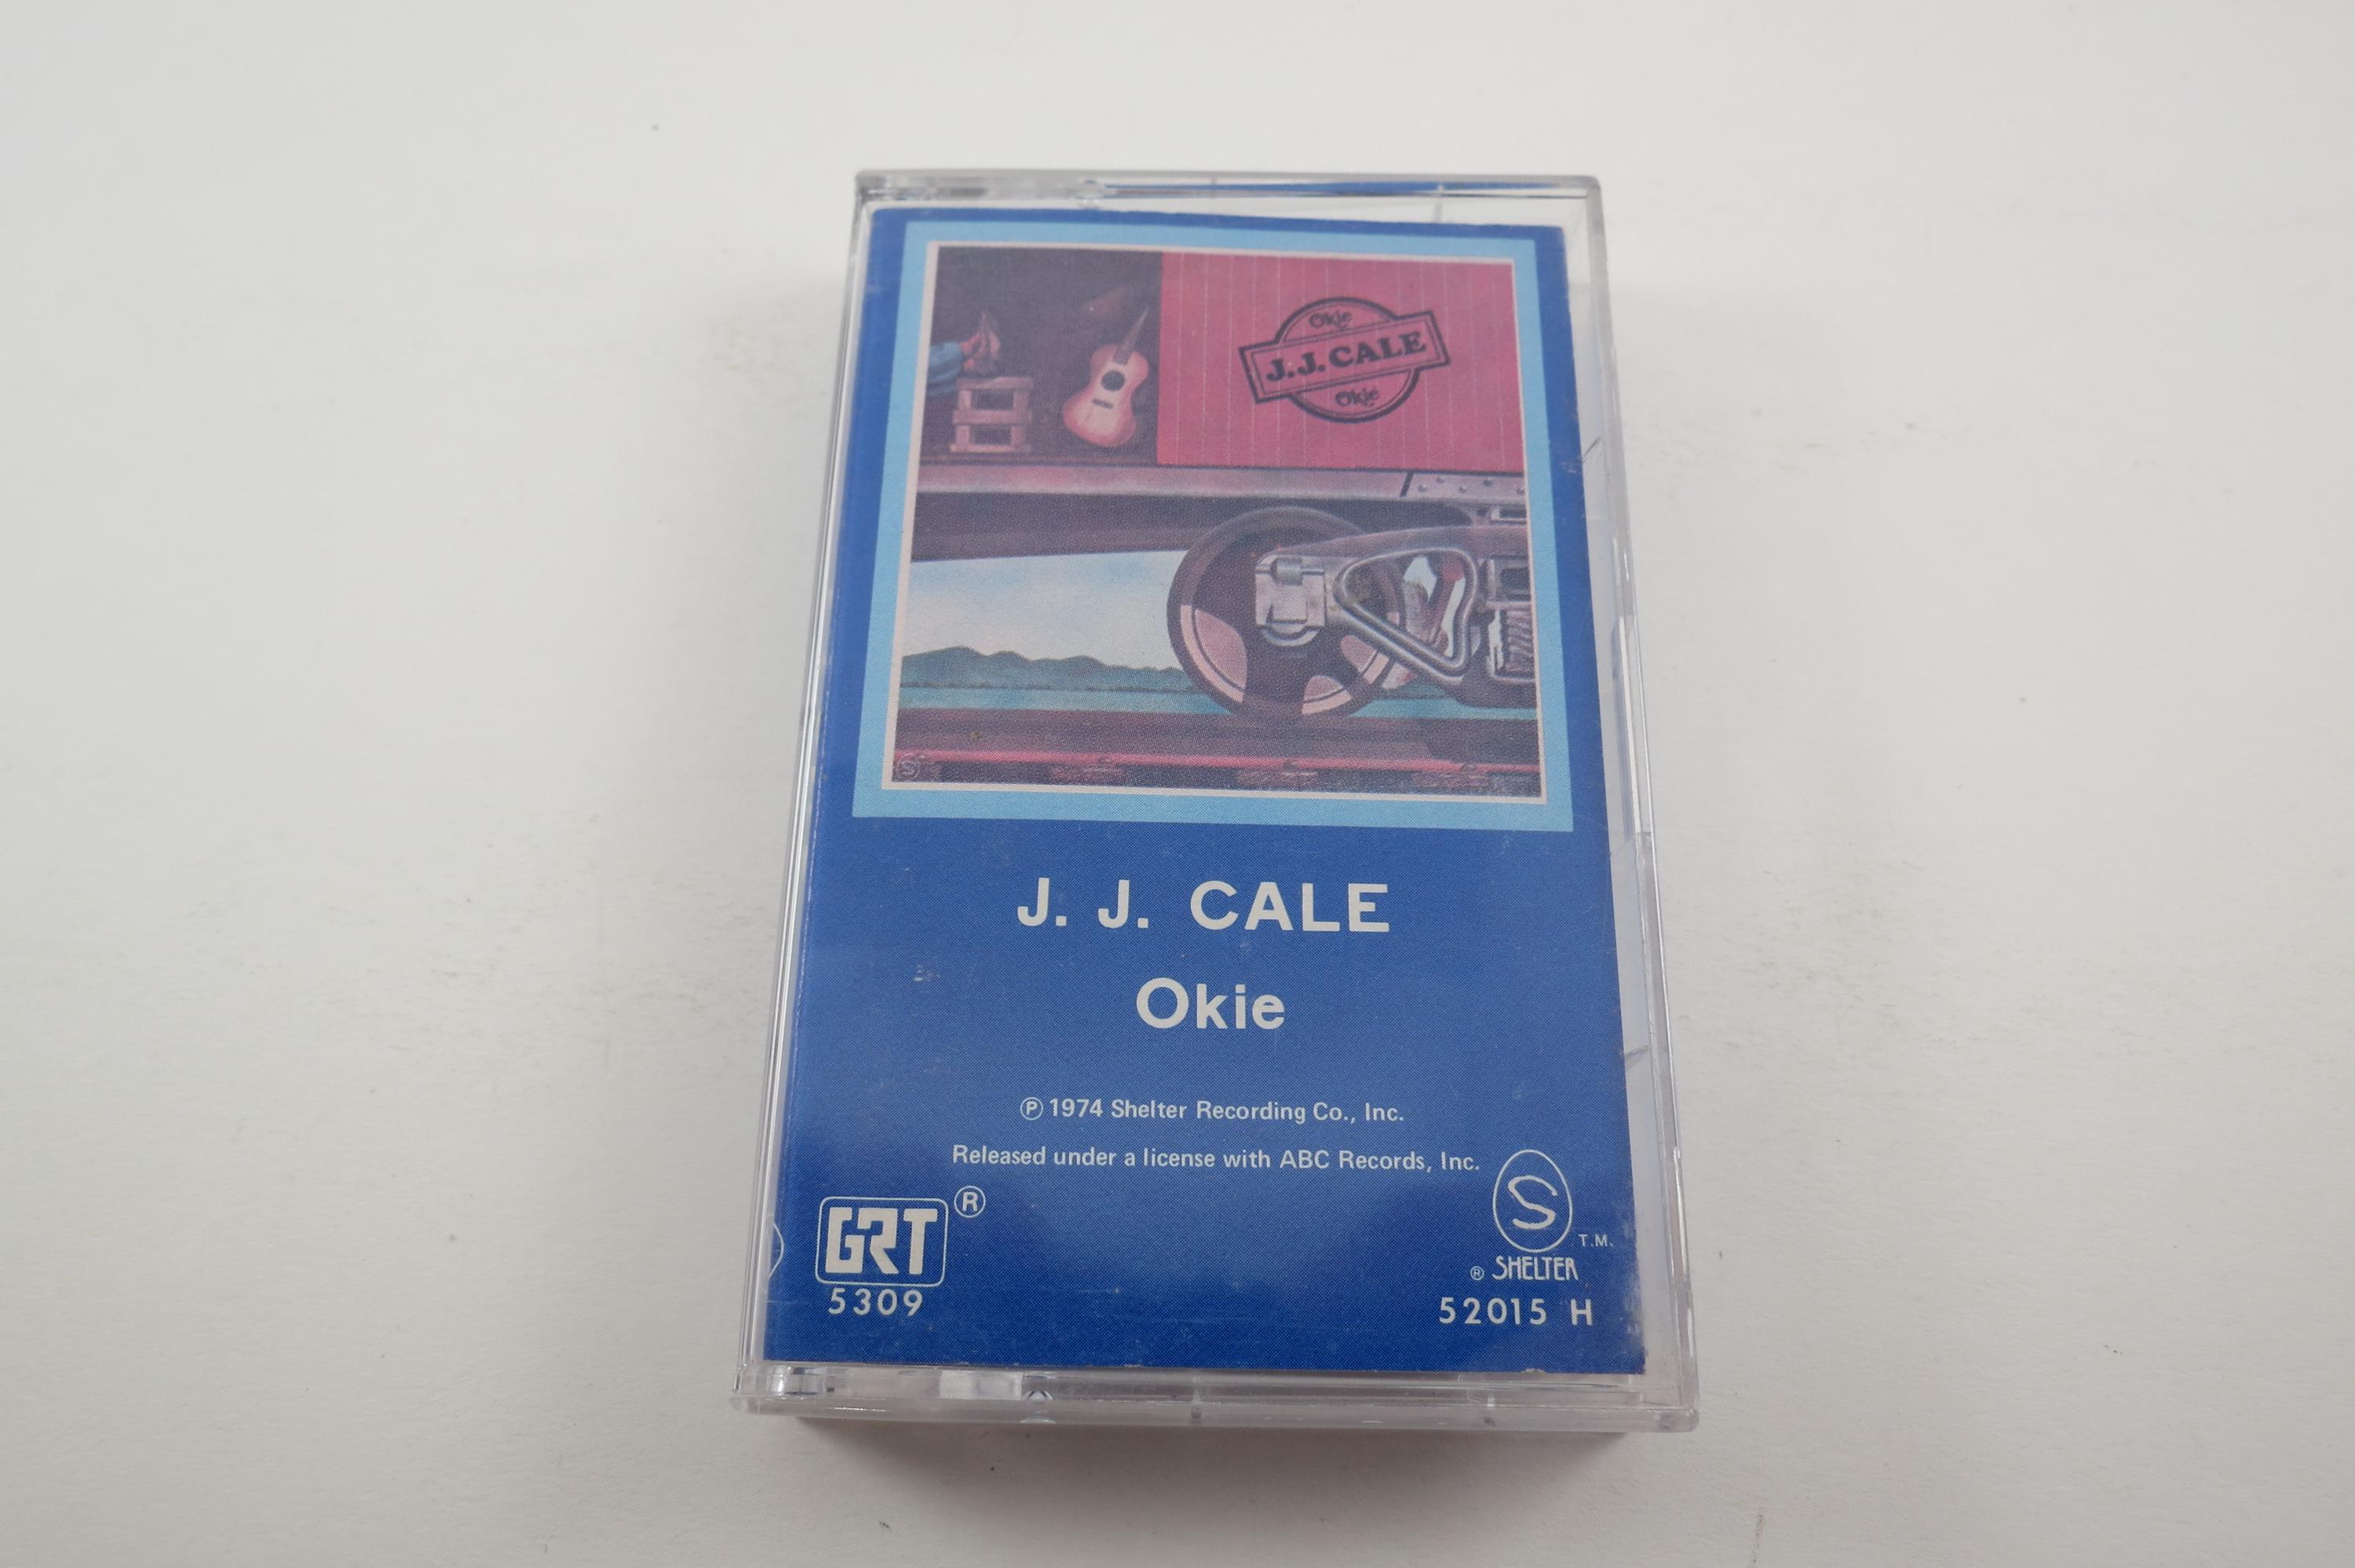 Okie
J.J. CALE
Okie
S
J. J. CALE
Okie
℗ 1974 Shelter Recording Co., Inc.
Released under a license with ABC Records, Inc.
GRT ®
5309
S T.M.
® SHELTER
52015 H